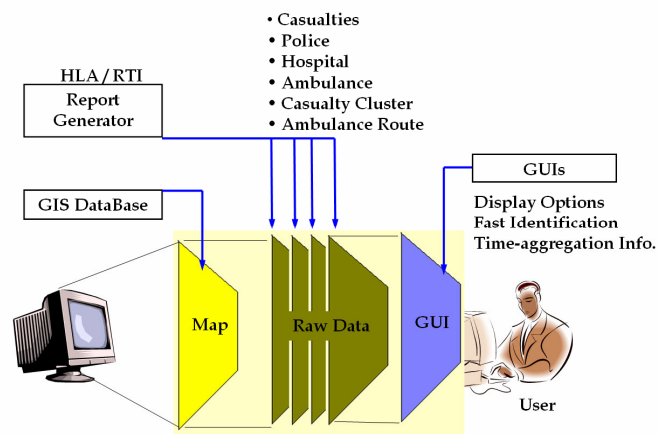 • Casualties
• Police
• Hospital
• Ambulance
• Casualty Cluster
• Ambulance Route
HLA / RTI
Report
Generator
GIS DataBase
GUIs
Display Options
Fast Identification
Time-aggregation Info.
Map
Raw Data
GUI
User